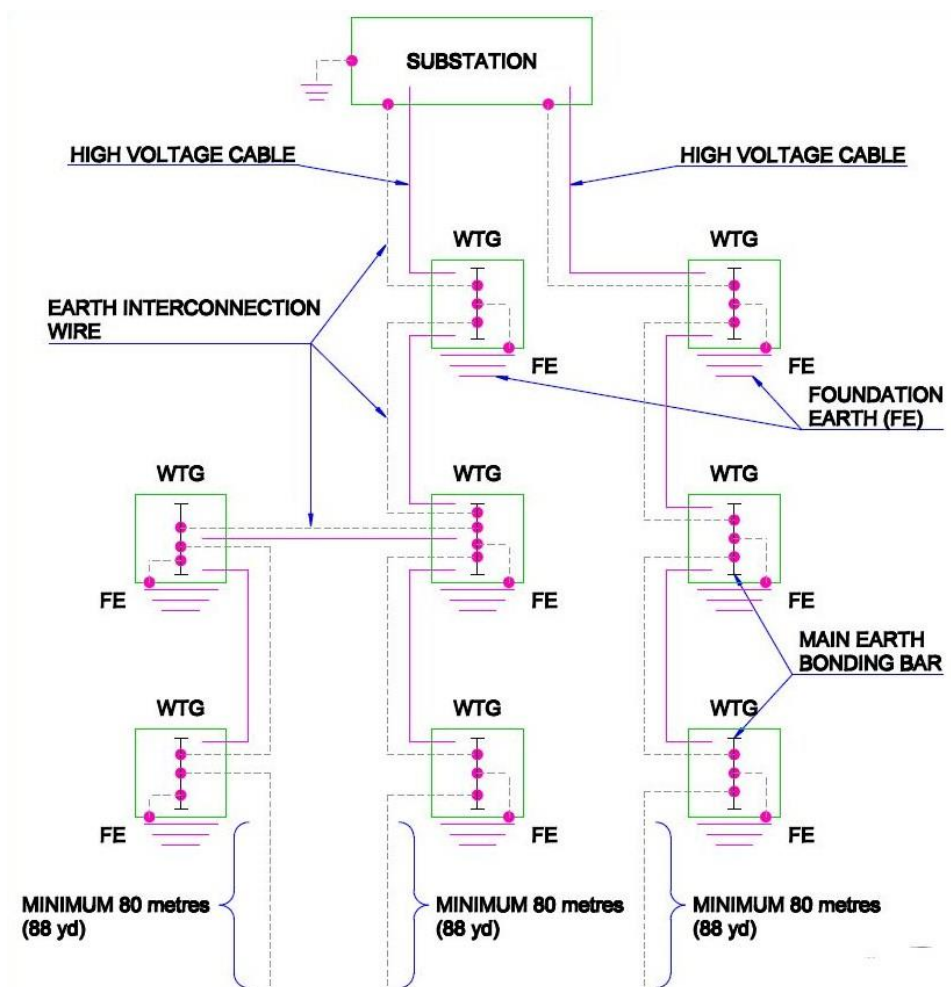 SUBSTATION
HIGH VOLTAGE CABLE
HIGH VOLTAGE CABLE
WTG
WTG
EARTH INTERCONNECTION
WIRE
FE
FE
FOUNDATION
EARTH (FE)
WTG
WTG
WTG
FE
FE
FE
MAIN EARTH
BONDING BAR
WTG
WTG
WTG
FE
FE
FE
MINIMUM 80 metres
(88 yd)
MINIMUM 80 metres
(88 yd)
MINIMUM 80 metres
(88 yd)